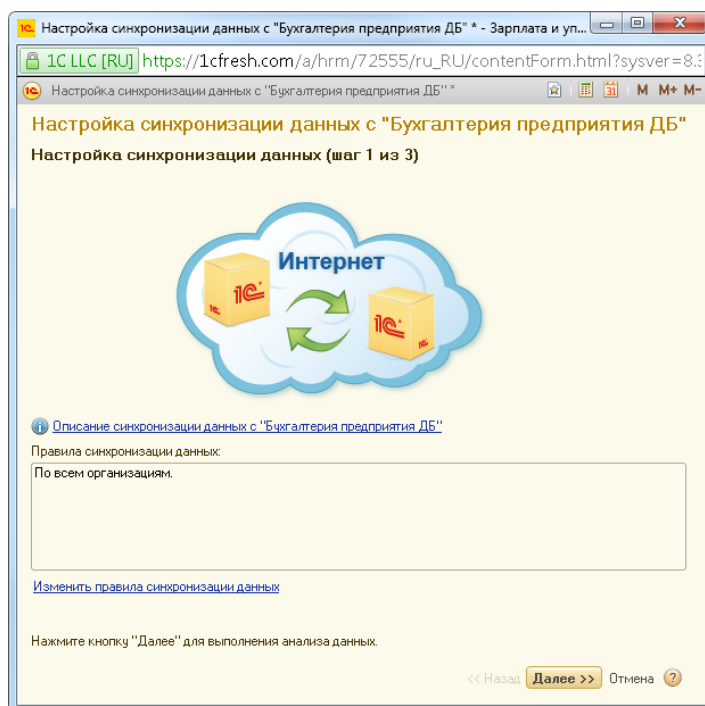 Настройка синхронизации данных с "Бухгалтерия предприятия ДБ" * - Зарплата и уп...
1C LLC [RU] https://1cfresh.com/a/hrm/72555/ru_RU/contentForm.html?sysver=8.3
Настройка синхронизации данных с "Бухгалтерия предприятия ДБ" *
31 M M+ M-
Настройка синхронизации данных с "Бухгалтерия предприятия ДБ"
Настройка синхронизации данных (шаг 1 из 3)
Интернет
1С
1С
Описание синхронизации данных с "Бухгалтерия предприятия ДБ"
Правила синхронизации данных:
По всем организациям.
Изменить правила синхронизации данных
Нажмите кнопку "Далее" для выполнения анализа данных.
<< Назад Далее >> Отмена ?